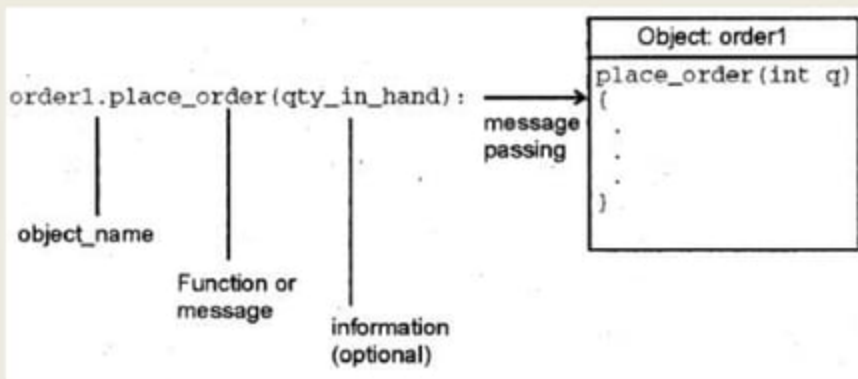 Object: order1
order1.place_order(qty_in_hand):
message
passing
place_order(int q)
{
.
.
.
}
object_name
Function or
message
information
(optional)